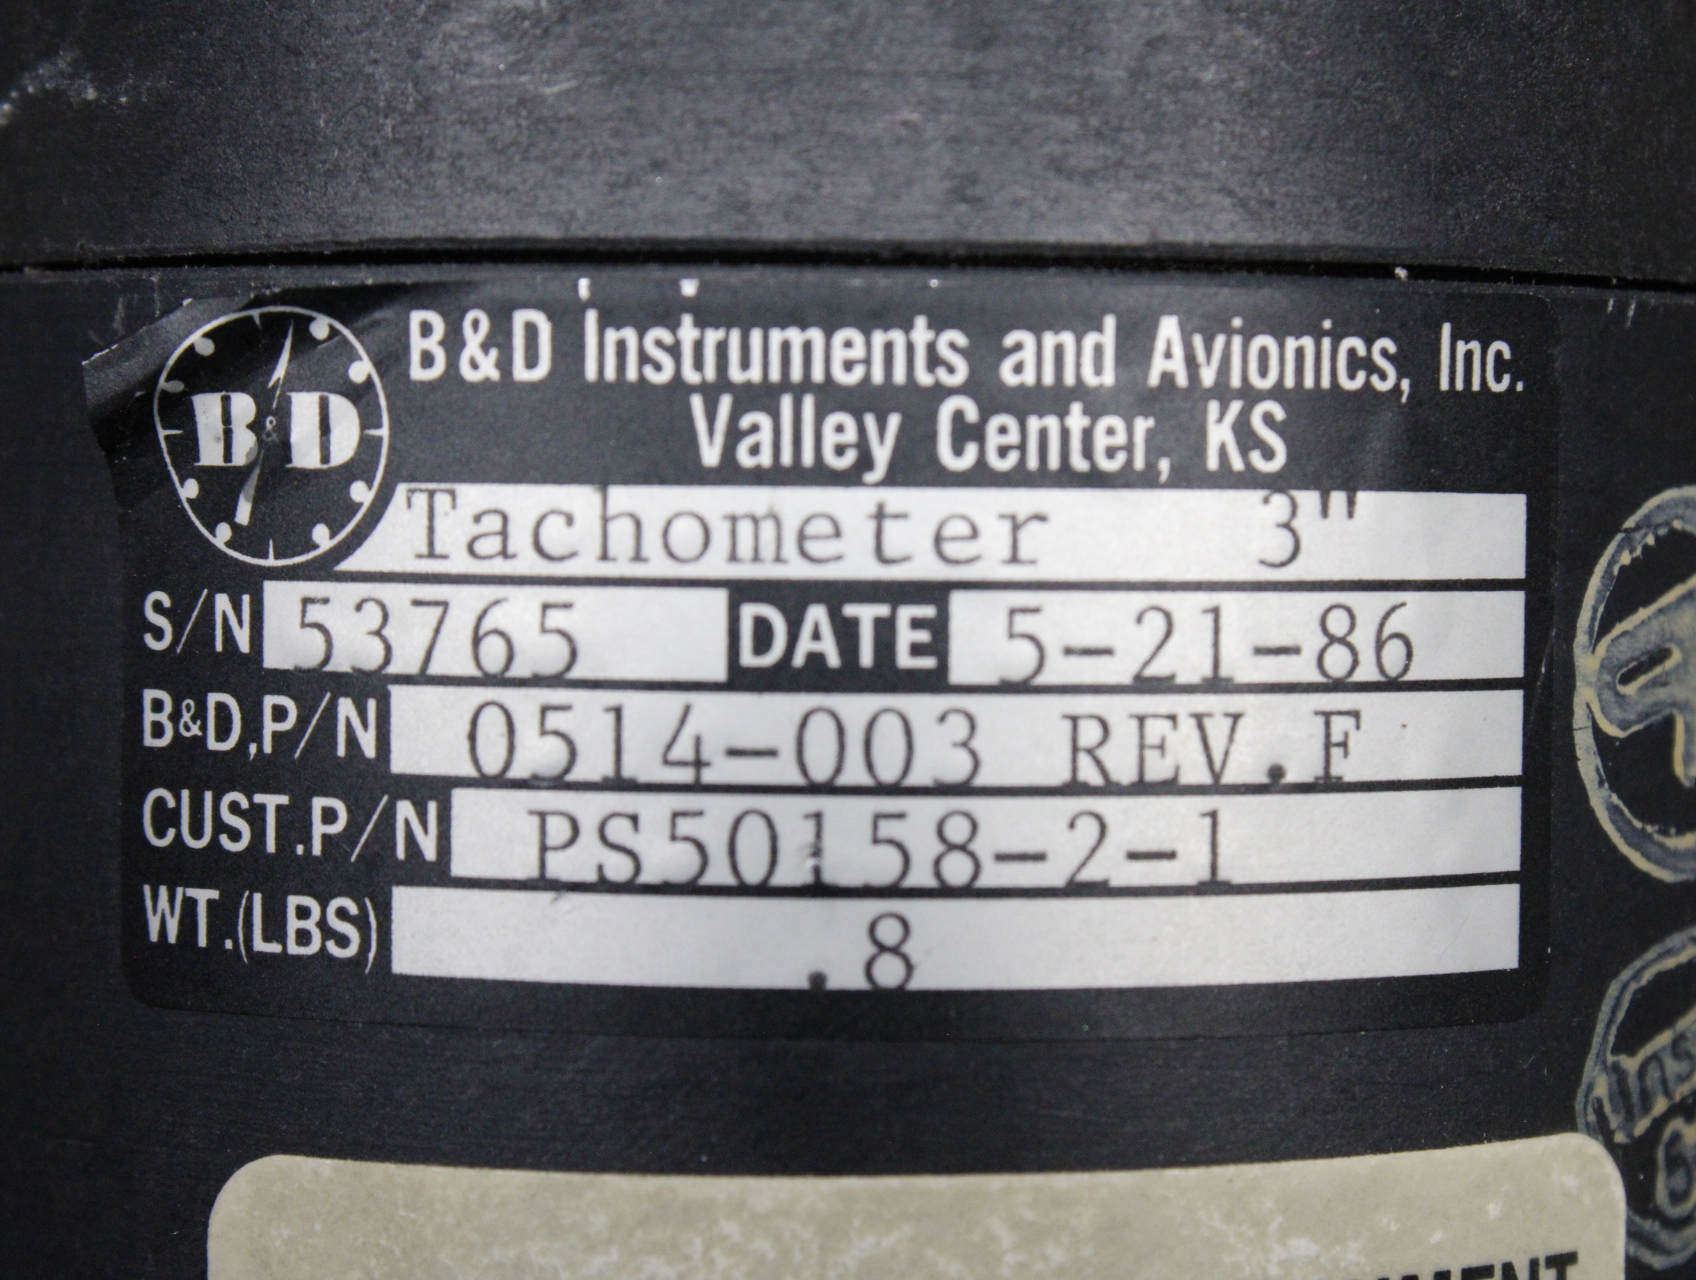 B&D Instruments and Avionics, Inc.
Valley Center, KS
B&D
Tachometer 3"
S/N 53765 DATE 5-21-86
B&D,P/N 0514-003 REV.F
CUST.P/N PS50158-2-1
WT.(LBS) .8